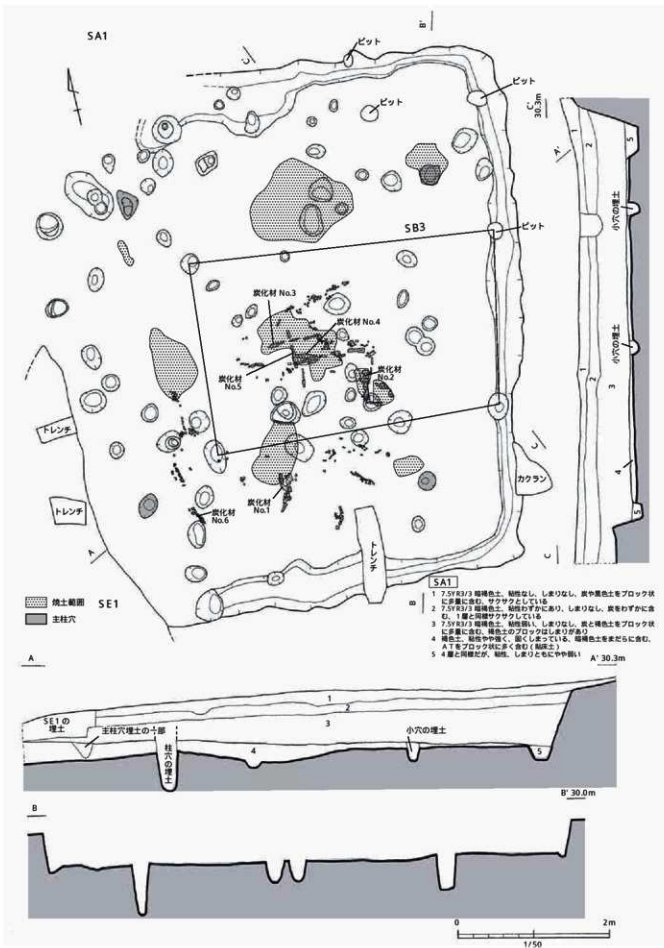 SA1
B'
C'
ピット
ピット
ピット
C'
30.3m
A'
1
2
5
小穴の埋土
SB3
ピット
炭化材 No.3
炭化材 No.4
炭化材
No.5
炭化材
No.2
小穴の埋土
1
2
3
トレンチ
C
カクラン
4
トレンチ
炭化材
No.6
炭化材
No.1
5
A
トレンチ
C
焼土範囲
主柱穴
SE1
B
SA1
1 7.5YR3/3 暗褐色土、粘性なし、しまりなし、炭や黒色土をブロック状
に多量に含む、サクサクとしている
2 7.5YR3/3 暗褐色土、粘性わずかにあり、しまりなし、炭をわずかに含
む、1層と同様サクサクしている
3 7.5YR3/3 暗褐色土、粘性弱い、しまりなし、炭と褐色土をブロック状
に多量に含む、褐色土のブロックはしまりがあり
4 褐色土、粘性やや強く、固くしまっている、暗褐色土をまだらに含む、
ATをブロック状に多く含む(貼床土)
5 4層と同様だが、粘性、しまりともにやや弱い
A
A' 30.3m
1
2
3
SE1の
埋土
主柱穴埋土の一部
柱穴の埋土
4
小穴の埋土
5
B
B' 30.0m
0
2m
1/50